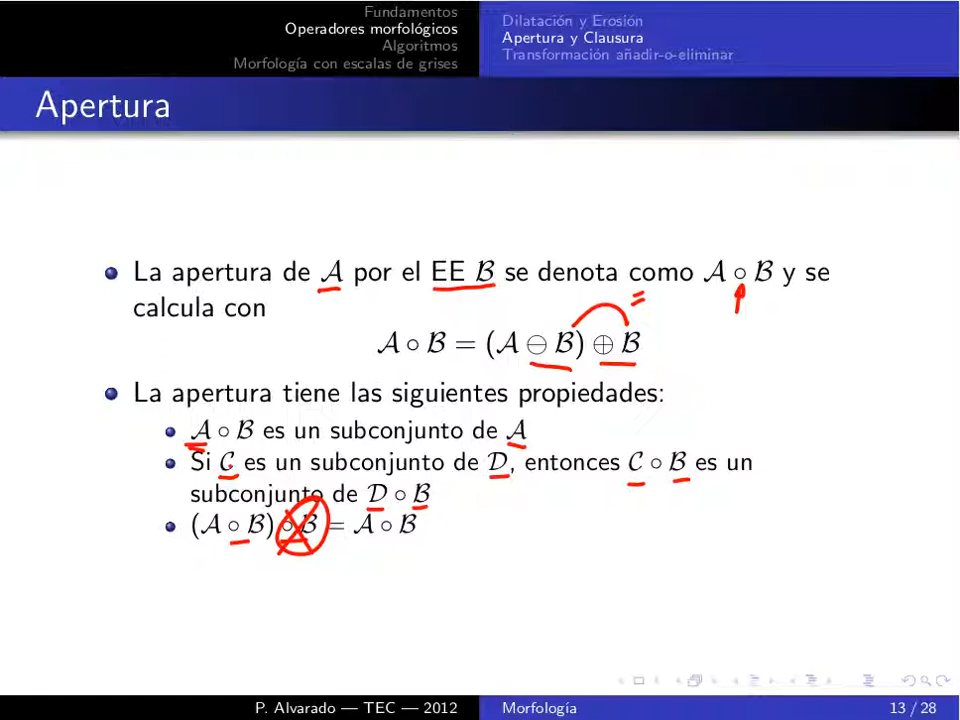 Fundamentos
Operadores morfológicos
Algoritmos
Morfología con escalas de grises
Dilatación y Erosión
Apertura y Clausura
Transformación añadir-o-eliminar
Apertura
La apertura de 𝒜 por el EE ℬ se denota como 𝒜 ∘ ℬ y se
calcula con
𝒜 ∘ ℬ = (𝒜 ⊖ ℬ) ⊕ ℬ
La apertura tiene las siguientes propiedades:
𝒜 ∘ ℬ es un subconjunto de 𝒜
Si 𝒞 es un subconjunto de 𝒟, entonces 𝒞 ∘ ℬ es un
subconjunto de 𝒟 ∘ ℬ
(𝒜 ∘ ℬ) ∘ ℬ = 𝒜 ∘ ℬ
P. Alvarado — TEC — 2012
Morfología
13 / 28